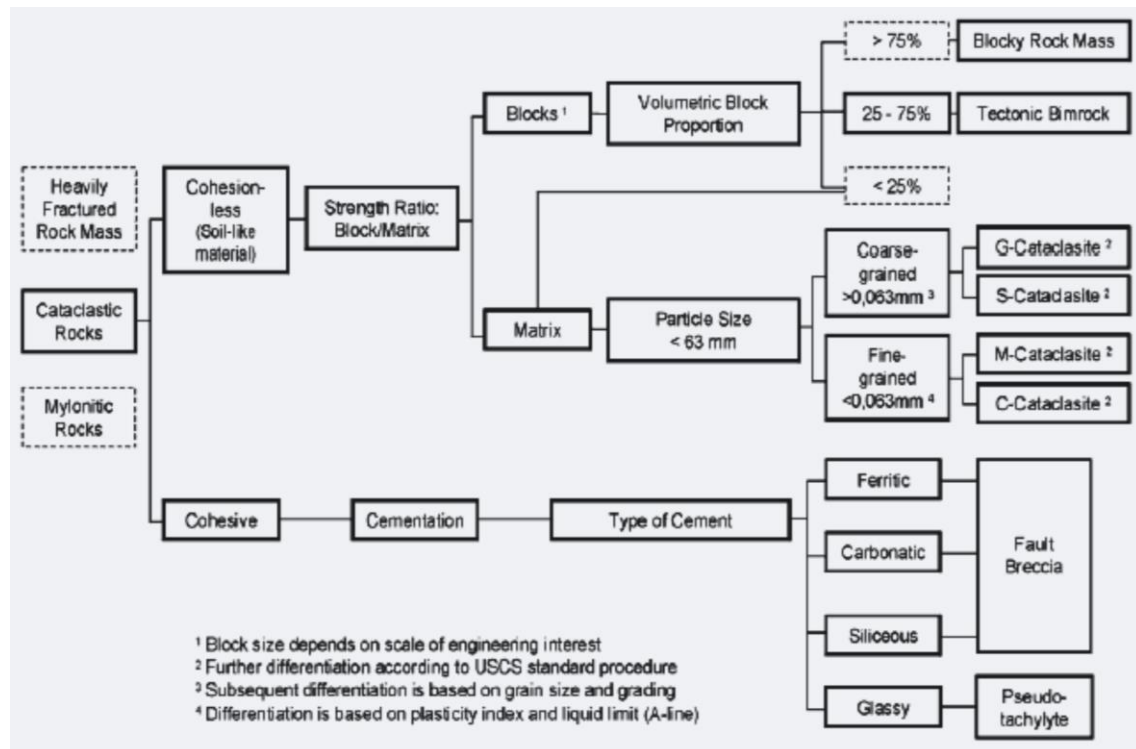 Heavily
Fractured
Rock Mass
Cataclastic
Rocks
Mylonitic
Rocks
Cohesion-
less
(Soil-like
material)
Strength Ratio:
Block/Matrix
Blocks ¹
Volumetric Block
Proportion
> 75%
Blocky Rock Mass
25 - 75%
Tectonic Bimrock
< 25%
Matrix
Particle Size
< 63 mm
Coarse-
grained
>0,063mm ³
G-Cataclasite ²
S-Cataclasite ²
Fine-
grained
<0,063mm ⁴
M-Cataclasite ²
C-Cataclasite ²
Cohesive
Cementation
Type of Cement
Ferritic
Carbonatic
Siliceous
Fault
Breccia
Glassy
Pseudo-
tachylyte
¹ Block size depends on scale of engineering interest
² Further differentiation according to USCS standard procedure
³ Subsequent differentiation is based on grain size and grading
⁴ Differentiation is based on plasticity index and liquid limit (A-line)